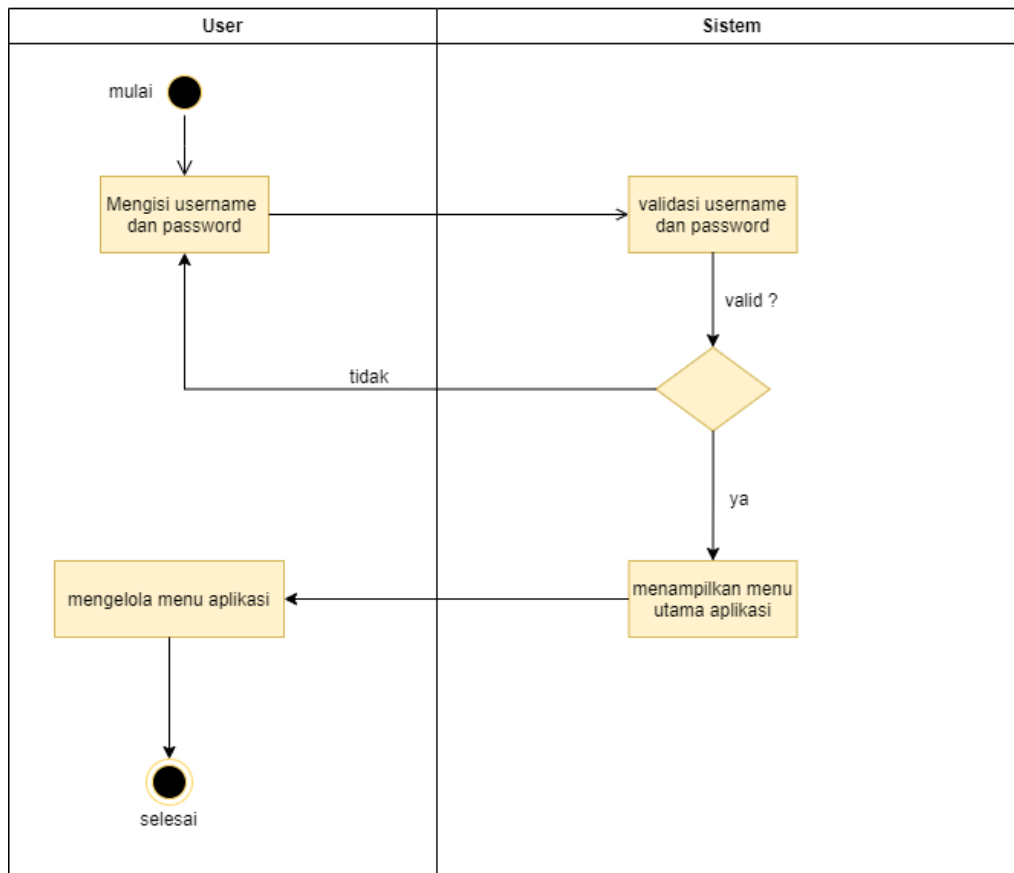 User
Sistem
mulai
Mengisi username
dan password
validasi username
dan password
valid ?
tidak
ya
mengelola menu aplikasi
menampilkan menu
utama aplikasi
selesai